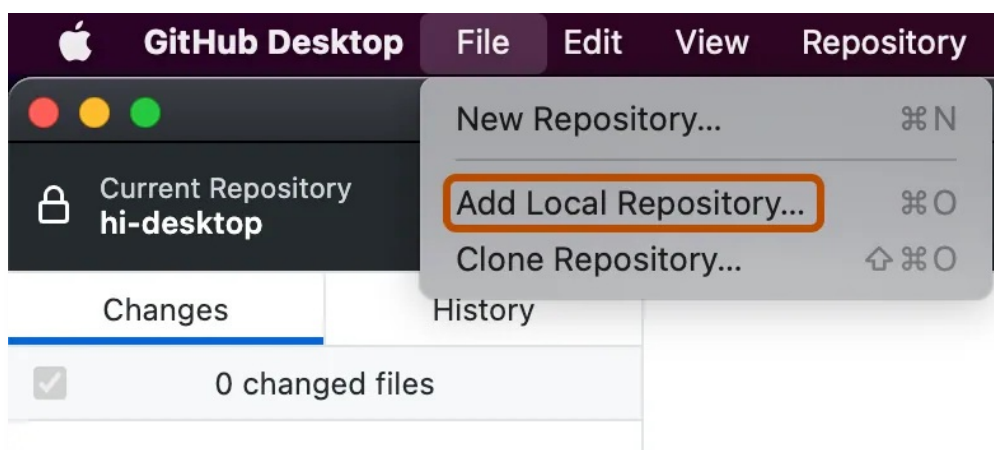 GitHub Desktop File Edit View Repository
New Repository... ⌘N
Current Repository
hi-desktop
Add Local Repository... ⌘O
Clone Repository... ⇧⌘O
Changes History
0 changed files